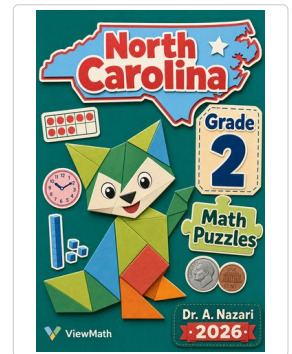 North
Carolina
Grade
2
Math
Puzzles
Dr. A. Nazari
• 2026 •
ViewMath